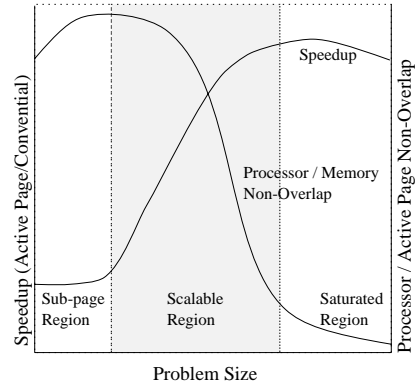 Speedup (Active Page/Convential)
Speedup
Processor / Memory
Non-Overlap
Sub-page
Region
Scalable
Region
Saturated
Region
Processor / Active Page Non-Overlap
Problem Size